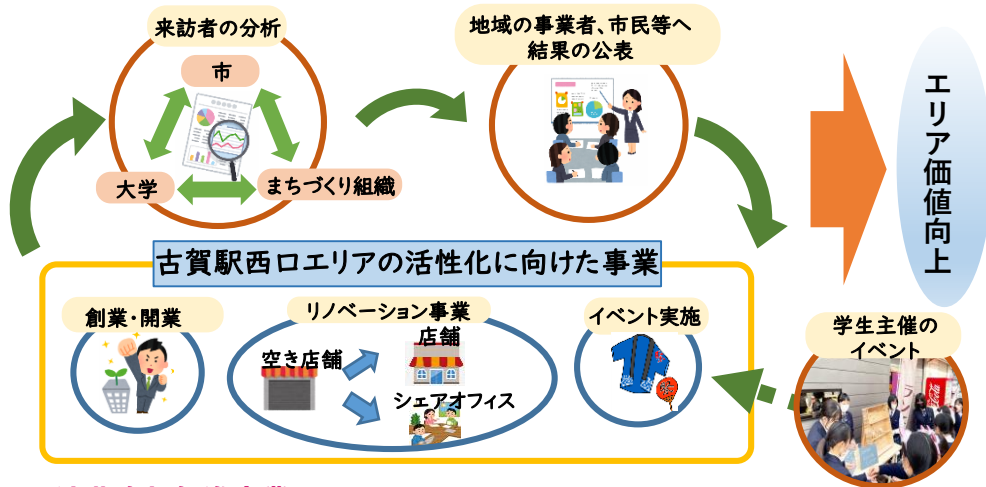 来訪者の分析
市
大学
まちづくり組織
地域の事業者、市民等へ
結果の公表
エリア価値向上
古賀駅西口エリアの活性化に向けた事業
創業・開業
リノベーション事業
空き店舗
店舗
シェアオフィス
イベント実施
学生主催の
イベント